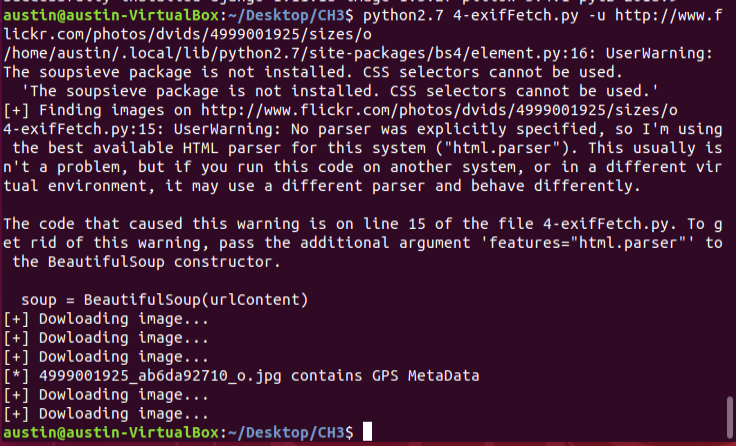 austin@austin-VirtualBox:~/Desktop/CH3$ python2.7 4-exifFetch.py -u http://www.f
lickr.com/photos/dvids/4999001925/sizes/o
/home/austin/.local/lib/python2.7/site-packages/bs4/element.py:16: UserWarning:
The soupsieve package is not installed. CSS selectors cannot be used.
  'The soupsieve package is not installed. CSS selectors cannot be used.'
[+] Finding images on http://www.flickr.com/photos/dvids/4999001925/sizes/o
4-exifFetch.py:15: UserWarning: No parser was explicitly specified, so I'm using
 the best available HTML parser for this system ("html.parser"). This usually is
n't a problem, but if you run this code on another system, or in a different vir
tual environment, it may use a different parser and behave differently.

The code that caused this warning is on line 15 of the file 4-exifFetch.py. To g
et rid of this warning, pass the additional argument 'features="html.parser"' to
 the BeautifulSoup constructor.

  soup = BeautifulSoup(urlContent)
[+] Dowloading image...
[+] Dowloading image...
[+] Dowloading image...
[*] 4999001925_ab6da92710_o.jpg contains GPS MetaData
[+] Dowloading image...
[+] Dowloading image...
austin@austin-VirtualBox:~/Desktop/CH3$